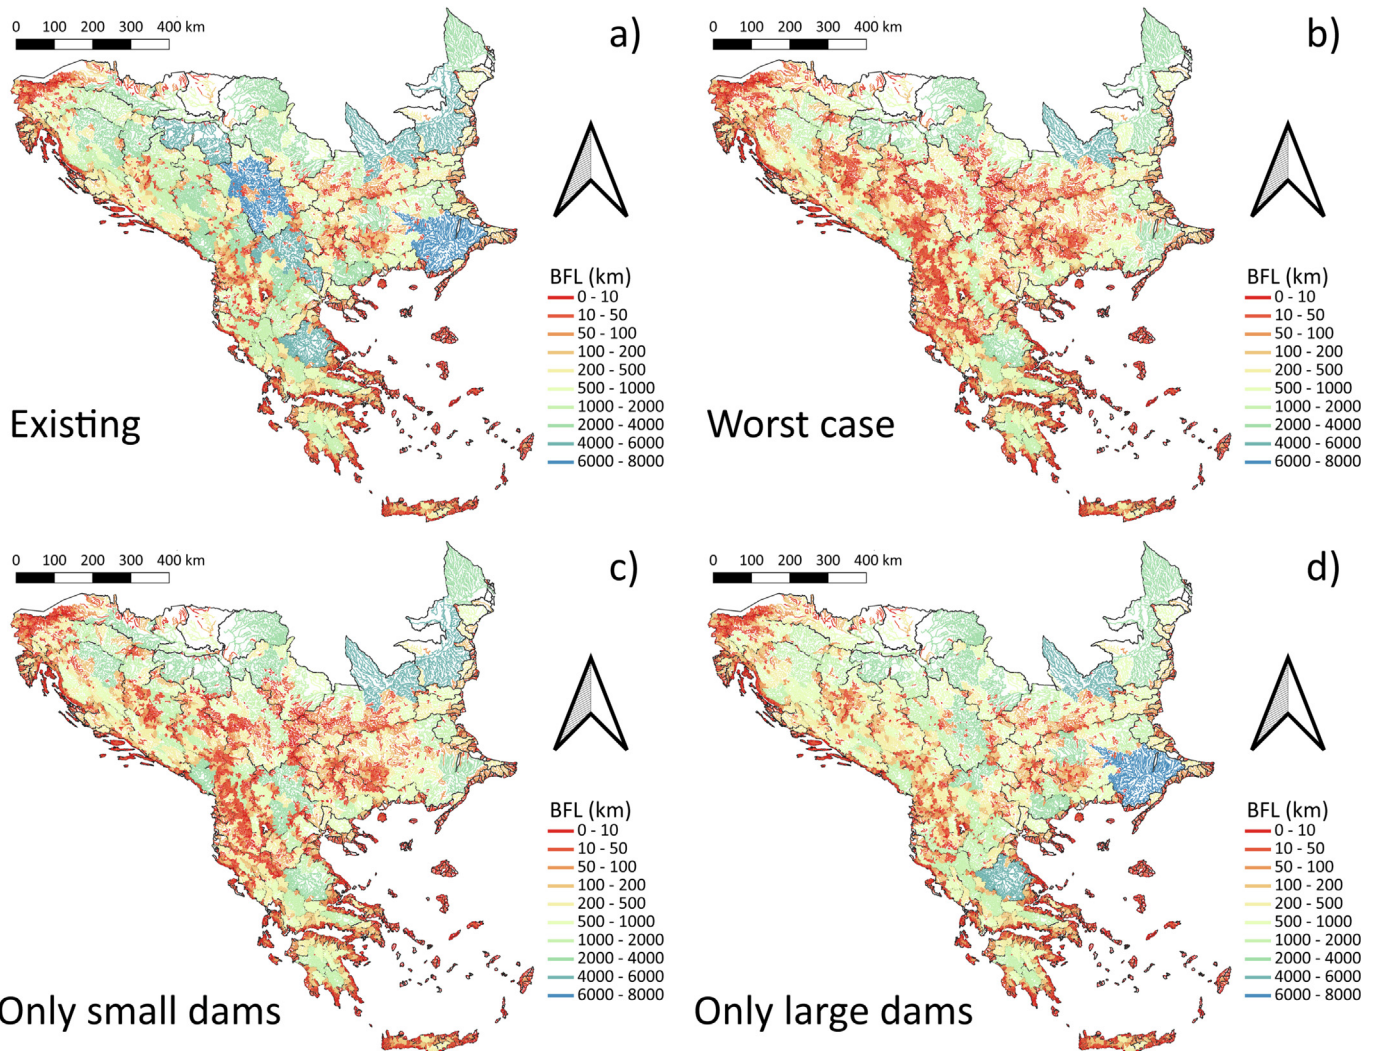 0 100 200 300 400 km
a)
BFL (km)
0 - 10
10 - 50
50 - 100
100 - 200
200 - 500
500 - 1000
1000 - 2000
2000 - 4000
4000 - 6000
6000 - 8000
Existing
0 100 200 300 400 km
b)
BFL (km)
0 - 10
10 - 50
50 - 100
100 - 200
200 - 500
500 - 1000
1000 - 2000
2000 - 4000
4000 - 6000
6000 - 8000
Worst case
0 100 200 300 400 km
c)
BFL (km)
0 - 10
10 - 50
50 - 100
100 - 200
200 - 500
500 - 1000
1000 - 2000
2000 - 4000
4000 - 6000
6000 - 8000
Only small dams
0 100 200 300 400 km
d)
BFL (km)
0 - 10
10 - 50
50 - 100
100 - 200
200 - 500
500 - 1000
1000 - 2000
2000 - 4000
4000 - 6000
6000 - 8000
Only large dams